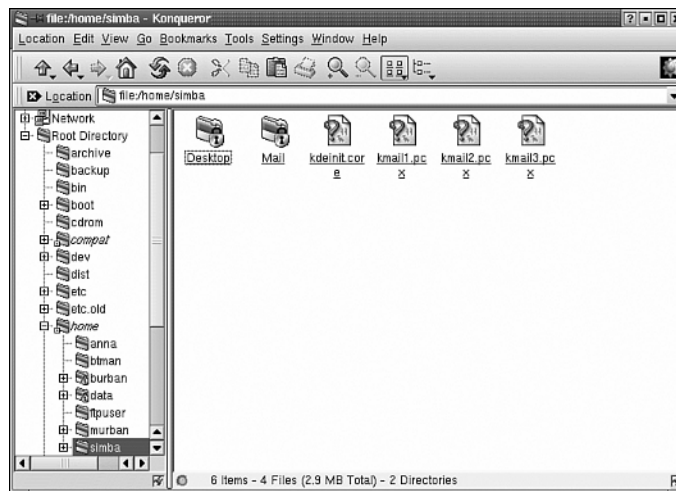 file:/home/simba - Konqueror
Location Edit View Go Bookmarks Tools Settings Window Help
Location file:/home/simba
Network
Root Directory
archive
backup
bin
boot
cdrom
compat
dev
dist
etc
etc.old
home
anna
btman
burban
data
ftpuser
murban
simba
Desktop
Mail
kdeinit.cor
e
kmail1.pc
x
kmail2.pc
x
kmail3.pc
x
6 Items - 4 Files (2.9 MB Total) - 2 Directories